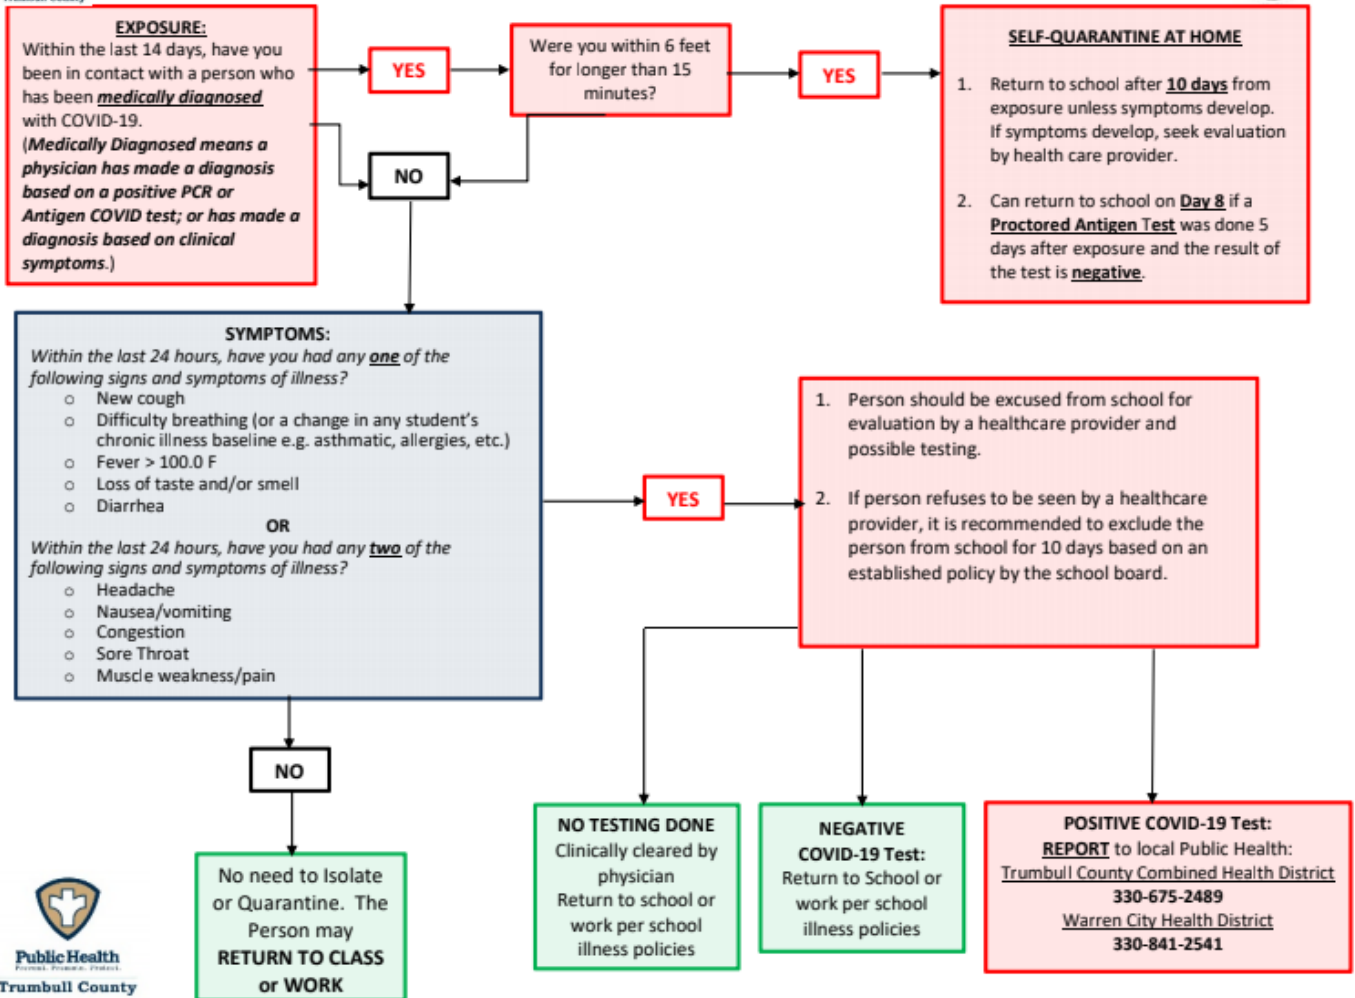 EXPOSURE:
Within the last 14 days, have you
been in contact with a person who
has been medically diagnosed
with COVID-19.
(Medically Diagnosed means a
physician has made a diagnosis
based on a positive PCR or
Antigen COVID test; or has made a
diagnosis based on clinical
symptoms.)
YES
Were you within 6 feet
for longer than 15
minutes?
YES
NO
SELF-QUARANTINE AT HOME
1. Return to school after 10 days from
exposure unless symptoms develop.
If symptoms develop, seek evaluation
by health care provider.
2. Can return to school on Day 8 if a
Proctored Antigen Test was done 5
days after exposure and the result of
the test is negative.
SYMPTOMS:
Within the last 24 hours, have you had any one of the
following signs and symptoms of illness?
o New cough
o Difficulty breathing (or a change in any student's
chronic illness baseline e.g. asthmatic, allergies, etc.)
o Fever > 100.0 F
o Loss of taste and/or smell
o Diarrhea
OR
Within the last 24 hours, have you had any two of the
following signs and symptoms of illness?
o Headache
o Nausea/vomiting
o Congestion
o Sore Throat
o Muscle weakness/pain
YES
1. Person should be excused from school for
evaluation by a healthcare provider and
possible testing.
2. If person refuses to be seen by a healthcare
provider, it is recommended to exclude the
person from school for 10 days based on an
established policy by the school board.
NO
No need to Isolate
or Quarantine. The
Person may
RETURN TO CLASS
or WORK
NO TESTING DONE
Clinically cleared by
physician
Return to school or
work per school
illness policies
NEGATIVE
COVID-19 Test:
Return to School or
work per school
illness policies
POSITIVE COVID-19 Test:
REPORT to local Public Health:
Trumbull County Combined Health District
330-675-2489
Warren City Health District
330-841-2541
Public Health
Prevent. Promote. Protect.
Trumbull County